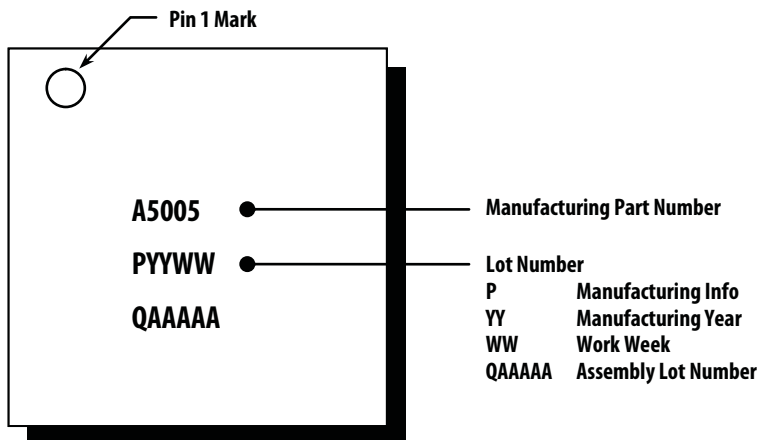 Pin 1 Mark
A5005
Manufacturing Part Number
PYYWW
Lot Number
QAAAAA
P Manufacturing Info
YY Manufacturing Year
WW Work Week
QAAAAA Assembly Lot Number